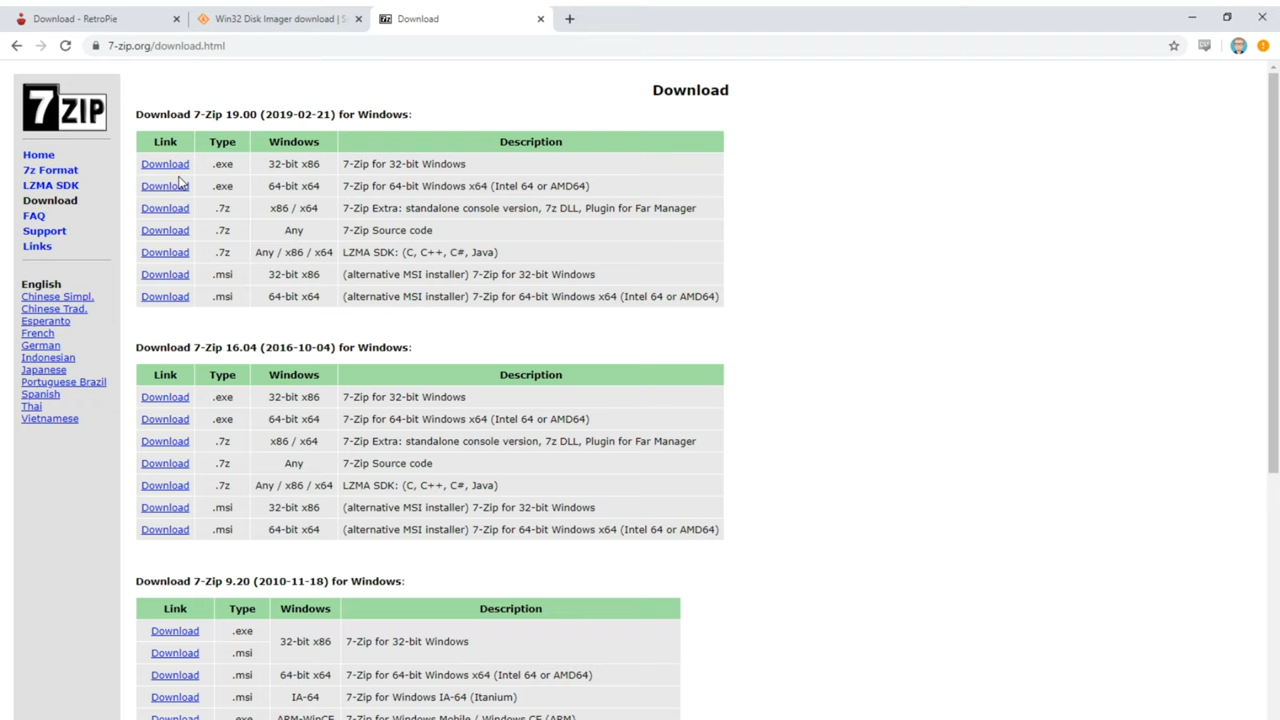 Download - RetroPie
Win32 Disk Imager download | S
Download
7-zip.org/download.html
7 ZIP
Home
7z Format
LZMA SDK
Download
FAQ
Support
Links
English
Chinese Simpl.
Chinese Trad.
Esperanto
French
German
Indonesian
Japanese
Portuguese Brazil
Spanish
Thai
Vietnamese
Download
Download 7-Zip 19.00 (2019-02-21) for Windows:
Link Type Windows Description
Download .exe 32-bit x86 7-Zip for 32-bit Windows
Download .exe 64-bit x64 7-Zip for 64-bit Windows x64 (Intel 64 or AMD64)
Download .7z x86 / x64 7-Zip Extra: standalone console version, 7z DLL, Plugin for Far Manager
Download .7z Any 7-Zip Source code
Download .7z Any / x86 / x64 LZMA SDK: (C, C++, C#, Java)
Download .msi 32-bit x86 (alternative MSI installer) 7-Zip for 32-bit Windows
Download .msi 64-bit x64 (alternative MSI installer) 7-Zip for 64-bit Windows x64 (Intel 64 or AMD64)
Download 7-Zip 16.04 (2016-10-04) for Windows:
Link Type Windows Description
Download .exe 32-bit x86 7-Zip for 32-bit Windows
Download .exe 64-bit x64 7-Zip for 64-bit Windows x64 (Intel 64 or AMD64)
Download .7z x86 / x64 7-Zip Extra: standalone console version, 7z DLL, Plugin for Far Manager
Download .7z Any 7-Zip Source code
Download .7z Any / x86 / x64 LZMA SDK: (C, C++, C#, Java)
Download .msi 32-bit x86 (alternative MSI installer) 7-Zip for 32-bit Windows
Download .msi 64-bit x64 (alternative MSI installer) 7-Zip for 64-bit Windows x64 (Intel 64 or AMD64)
Download 7-Zip 9.20 (2010-11-18) for Windows:
Link Type Windows Description
Download .exe 32-bit x86 7-Zip for 32-bit Windows
Download .msi
Download .msi 64-bit x64 7-Zip for 64-bit Windows x64 (Intel 64 or AMD64)
Download .msi IA-64 7-Zip for Windows IA-64 (Itanium)
Download .exe ARM-WinCE 7-Zip for Windows Mobile / Windows CE (ARM)